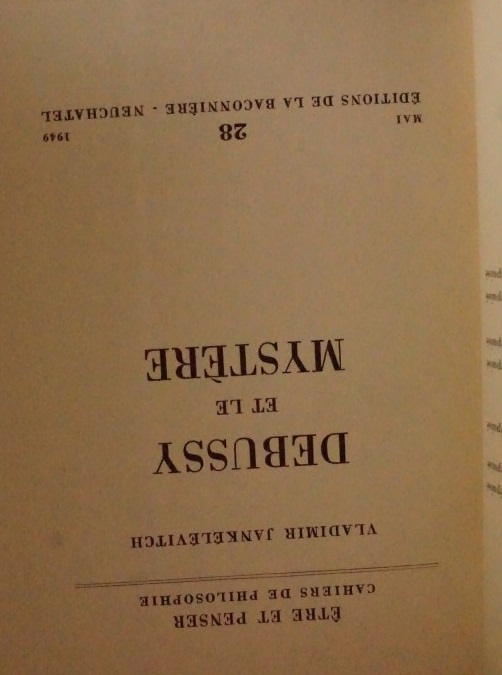 ÊTRE ET PENSER
CAHIERS DE PHILOSOPHIE
VLADIMIR JANKÉLÉVITCH
DEBUSSY
ET LE
MYSTÈRE
MAI 28 1949
ÉDITIONS DE LA BACONNIÈRE - NEUCHATEL